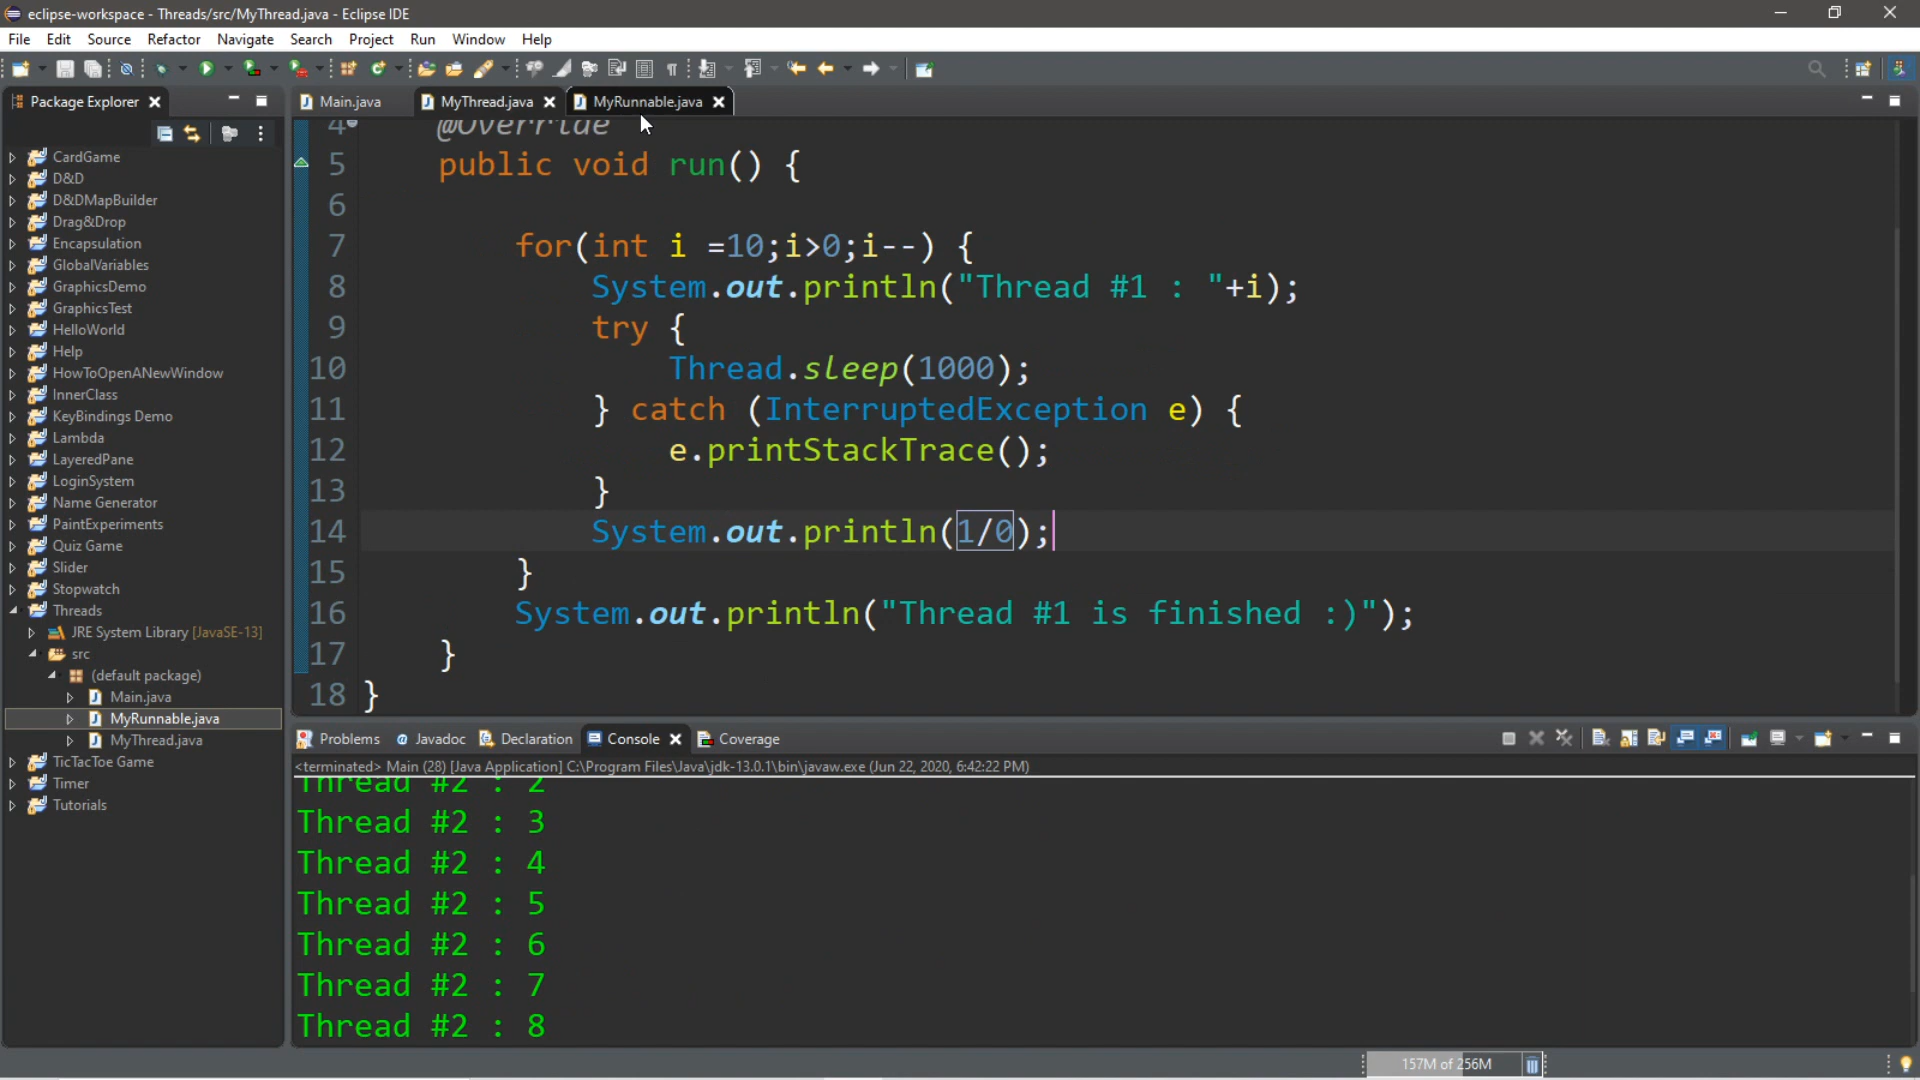 eclipse-workspace - Threads/src/MyThread.java - Eclipse IDE
File Edit Source Refactor Navigate Search Project Run Window Help
Package Explorer
Main.java MyThread.java MyRunnable.java
CardGame
D&D
D&DMapBuilder
Drag&Drop
Encapsulation
GlobalVariables
GraphicsDemo
GraphicsTest
HelloWorld
Help
HowToOpenANewWindow
InnerClass
KeyBindings Demo
Lambda
LayeredPane
LoginSystem
Name Generator
PaintExperiments
Quiz Game
Slider
Stopwatch
Threads
JRE System Library [JavaSE-13]
src
(default package)
Main.java
MyRunnable.java
MyThread.java
TicTacToe Game
Timer
Tutorials
4 @Override
5 public void run() {
6
7 for(int i =10;i>0;i--) {
8 System.out.println("Thread #1 : "+i);
9 try {
10 Thread.sleep(1000);
11 } catch (InterruptedException e) {
12 e.printStackTrace();
13 }
14 System.out.println(1/0);
15 }
16 System.out.println("Thread #1 is finished :)");
17 }
18 }
Problems Javadoc Declaration Console Coverage
<terminated> Main (28) [Java Application] C:\Program Files\Java\jdk-13.0.1\bin\javaw.exe (Jun 22, 2020, 6:42:22 PM)
Thread #2 : 2
Thread #2 : 3
Thread #2 : 4
Thread #2 : 5
Thread #2 : 6
Thread #2 : 7
Thread #2 : 8
157M of 256M